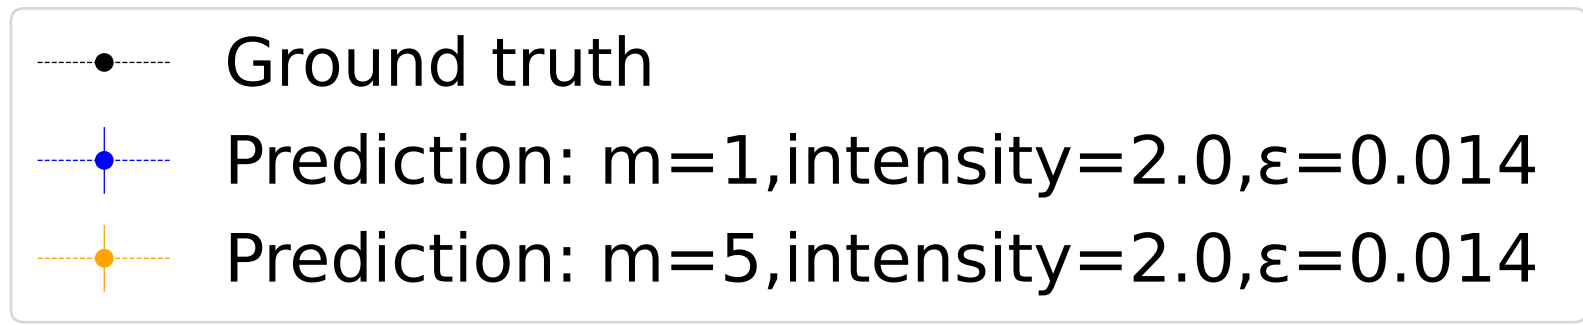 Ground truth
Prediction: m=1,intensity=2.0,ε=0.014
Prediction: m=5,intensity=2.0,ε=0.014